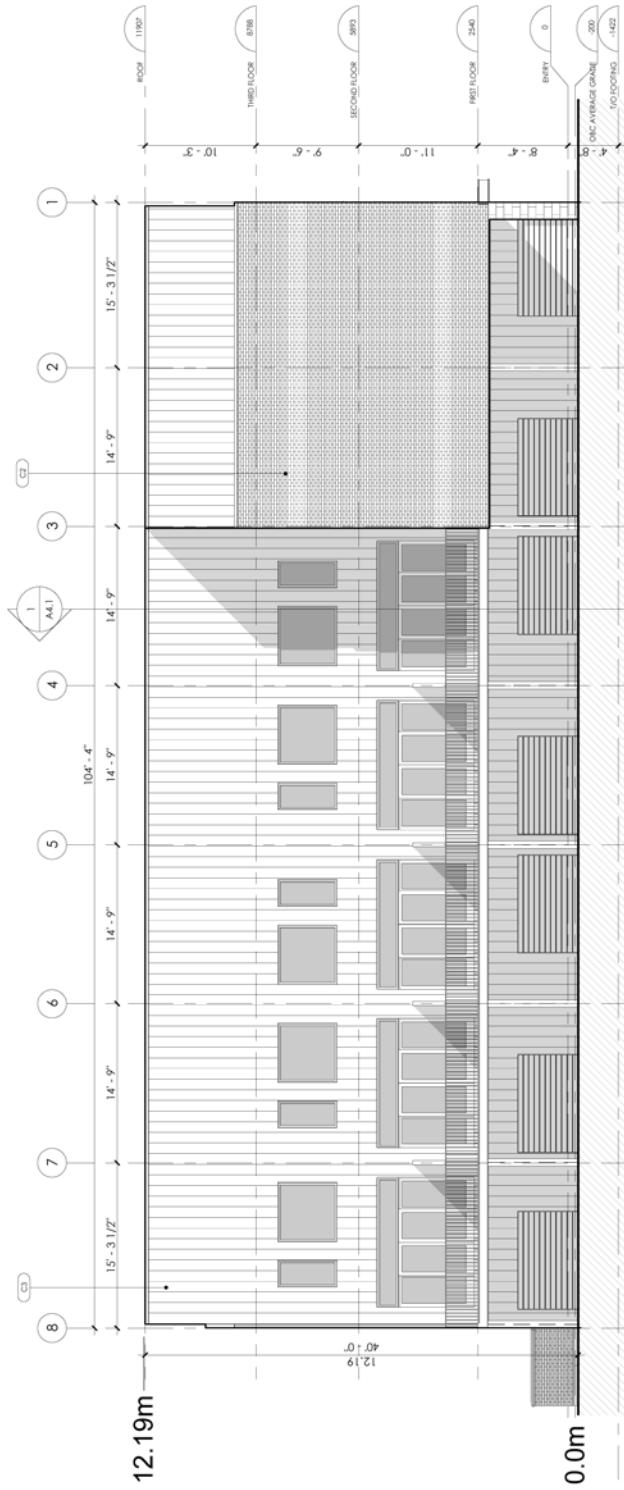 8
7
6
5
4
3
2
1
C3
1
A4.1
C2
104' - 4"
15' - 3 1/2"
14' - 9"
14' - 9"
14' - 9"
14' - 9"
14' - 9"
15' - 3 1/2"
12.19m
0.0m
12.19
40' - 0"
10' - 3"
9' - 6"
11' - 0"
8' - 4"
4' - 8"
ROOF
11907
THIRD FLOOR
8788
SECOND FLOOR
5893
FIRST FLOOR
2540
ENTRY
0
OBC AVERAGE GRADE
-200
T/O FOOTING
-1422